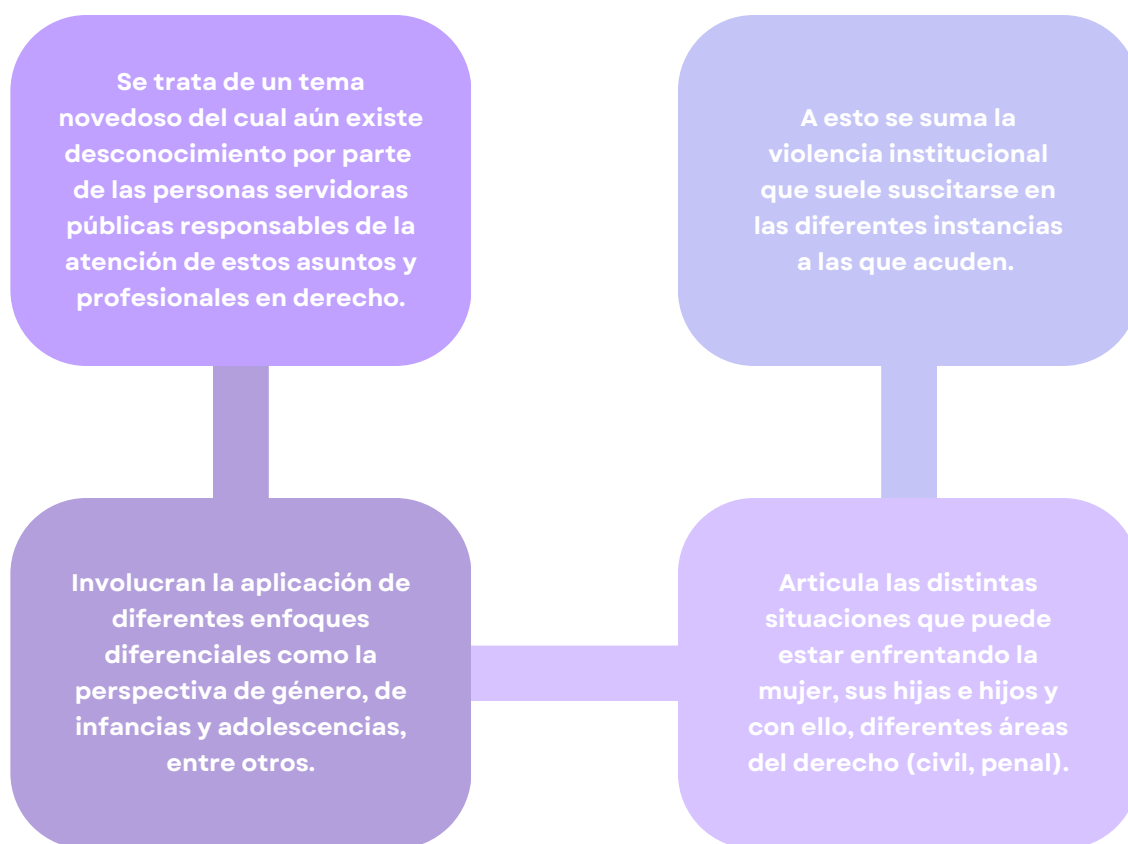 Se trata de un tema
novedoso del cual aún existe
desconocimiento por parte
de las personas servidoras
públicas responsables de la
atención de estos asuntos y
profesionales en derecho.
Involucran la aplicación de
diferentes enfoques
diferenciales como la
perspectiva de género, de
infancias y adolescencias,
entre otros.
Articula las distintas
situaciones que puede
estar enfrentando la
mujer, sus hijas e hijos y
con ello, diferentes áreas
del derecho (civil, penal).
A esto se suma la
violencia institucional
que suele suscitarse en
las diferentes instancias
a las que acuden.